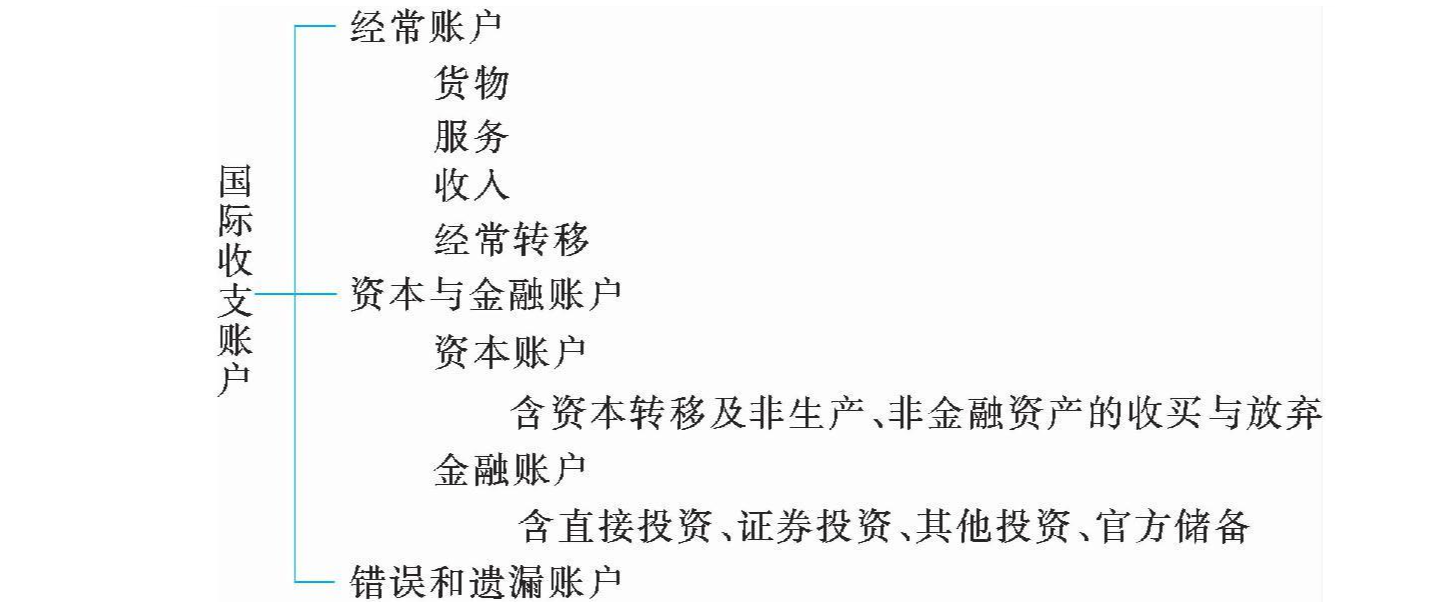 国际收支账户
经常账户
货物
服务
收入
经常转移
资本与金融账户
资本账户
含资本转移及非生产、非金融资产的收买与放弃
金融账户
含直接投资、证券投资、其他投资、官方储备
错误和遗漏账户